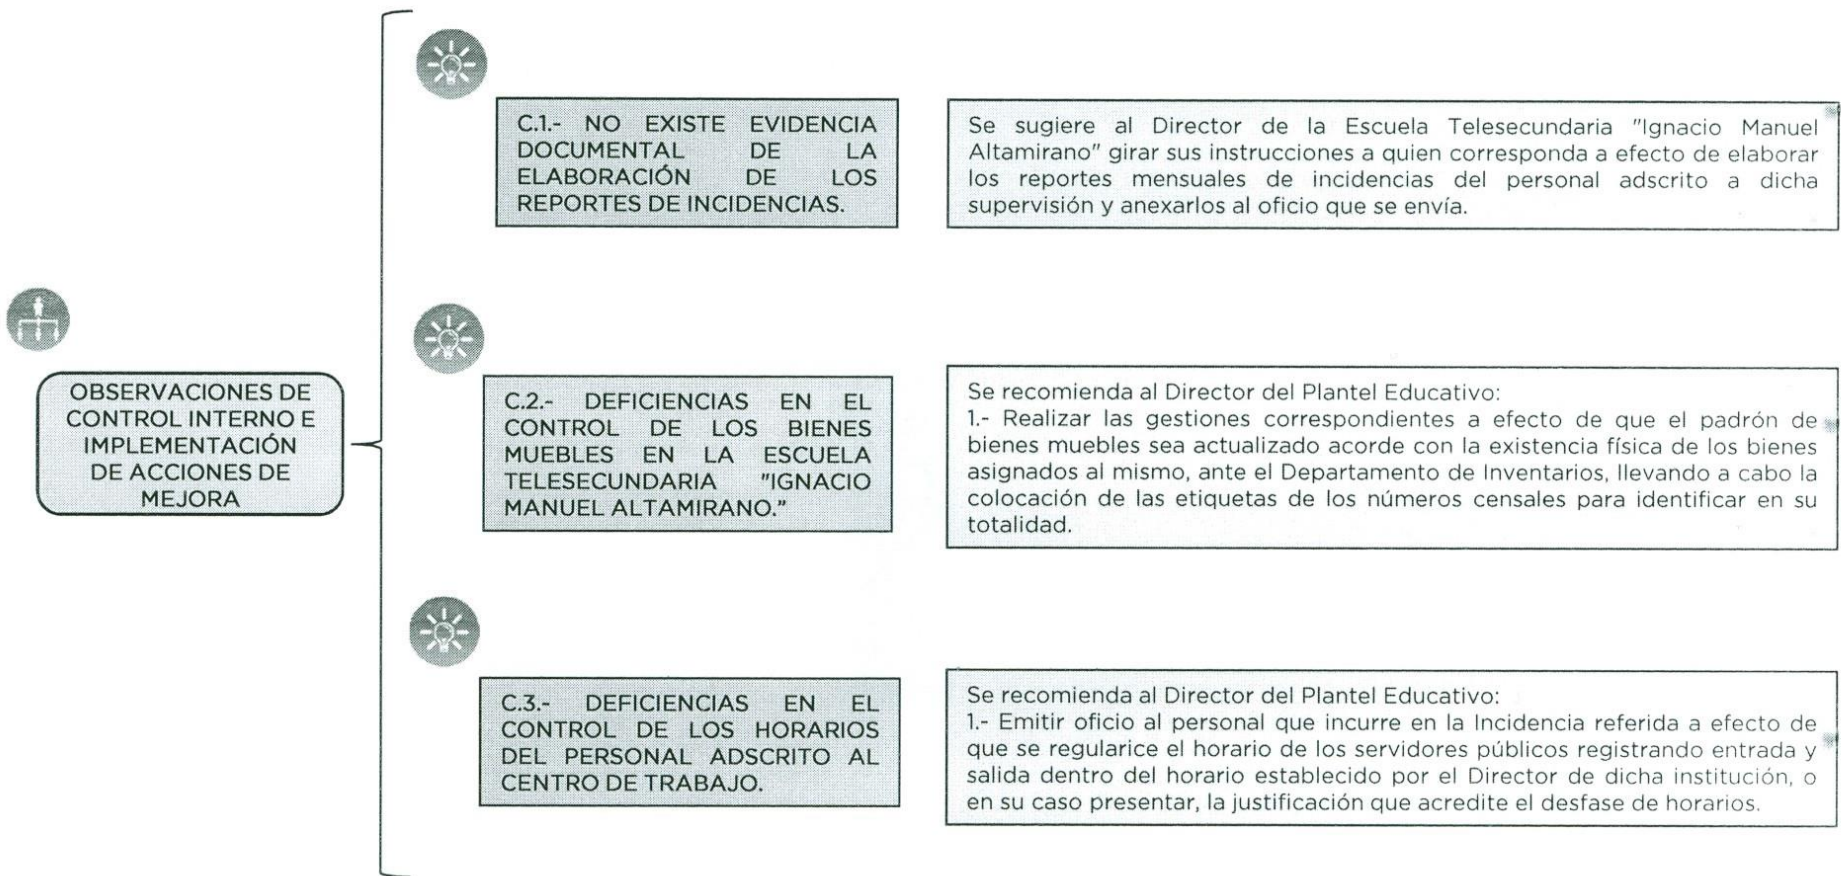 OBSERVACIONES DE
CONTROL INTERNO E
IMPLEMENTACIÓN
DE ACCIONES DE
MEJORA
C.1.- NO EXISTE EVIDENCIA
DOCUMENTAL DE LA
ELABORACIÓN DE LOS
REPORTES DE INCIDENCIAS.
Se sugiere al Director de la Escuela Telesecundaria "Ignacio Manuel
Altamirano" girar sus instrucciones a quien corresponda a efecto de elaborar
los reportes mensuales de incidencias del personal adscrito a dicha
supervisión y anexarlos al oficio que se envía.
C.2.- DEFICIENCIAS EN EL
CONTROL DE LOS BIENES
MUEBLES EN LA ESCUELA
TELESECUNDARIA "IGNACIO
MANUEL ALTAMIRANO."
Se recomienda al Director del Plantel Educativo:
1.- Realizar las gestiones correspondientes a efecto de que el padrón de
bienes muebles sea actualizado acorde con la existencia física de los bienes
asignados al mismo, ante el Departamento de Inventarios, llevando a cabo la
colocación de las etiquetas de los números censales para identificar en su
totalidad.
C.3.- DEFICIENCIAS EN EL
CONTROL DE LOS HORARIOS
DEL PERSONAL ADSCRITO AL
CENTRO DE TRABAJO.
Se recomienda al Director del Plantel Educativo:
1.- Emitir oficio al personal que incurre en la Incidencia referida a efecto de
que se regularice el horario de los servidores públicos registrando entrada y
salida dentro del horario establecido por el Director de dicha institución, o
en su caso presentar, la justificación que acredite el desfase de horarios.